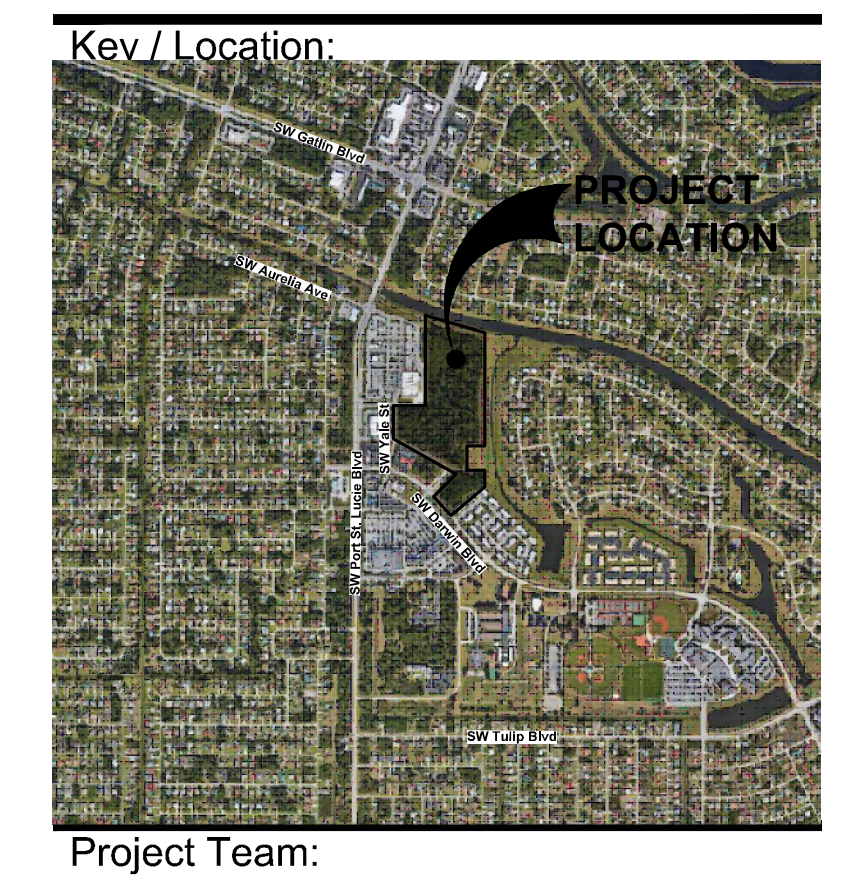 Key / Location:
SW Gatlin Blvd
PROJECT
LOCATION
SW Aurelia Ave
SW Yale St
SW Port St. Lucie Blvd
SW Darwin Blvd
SW Tulip Blvd
Project Team: